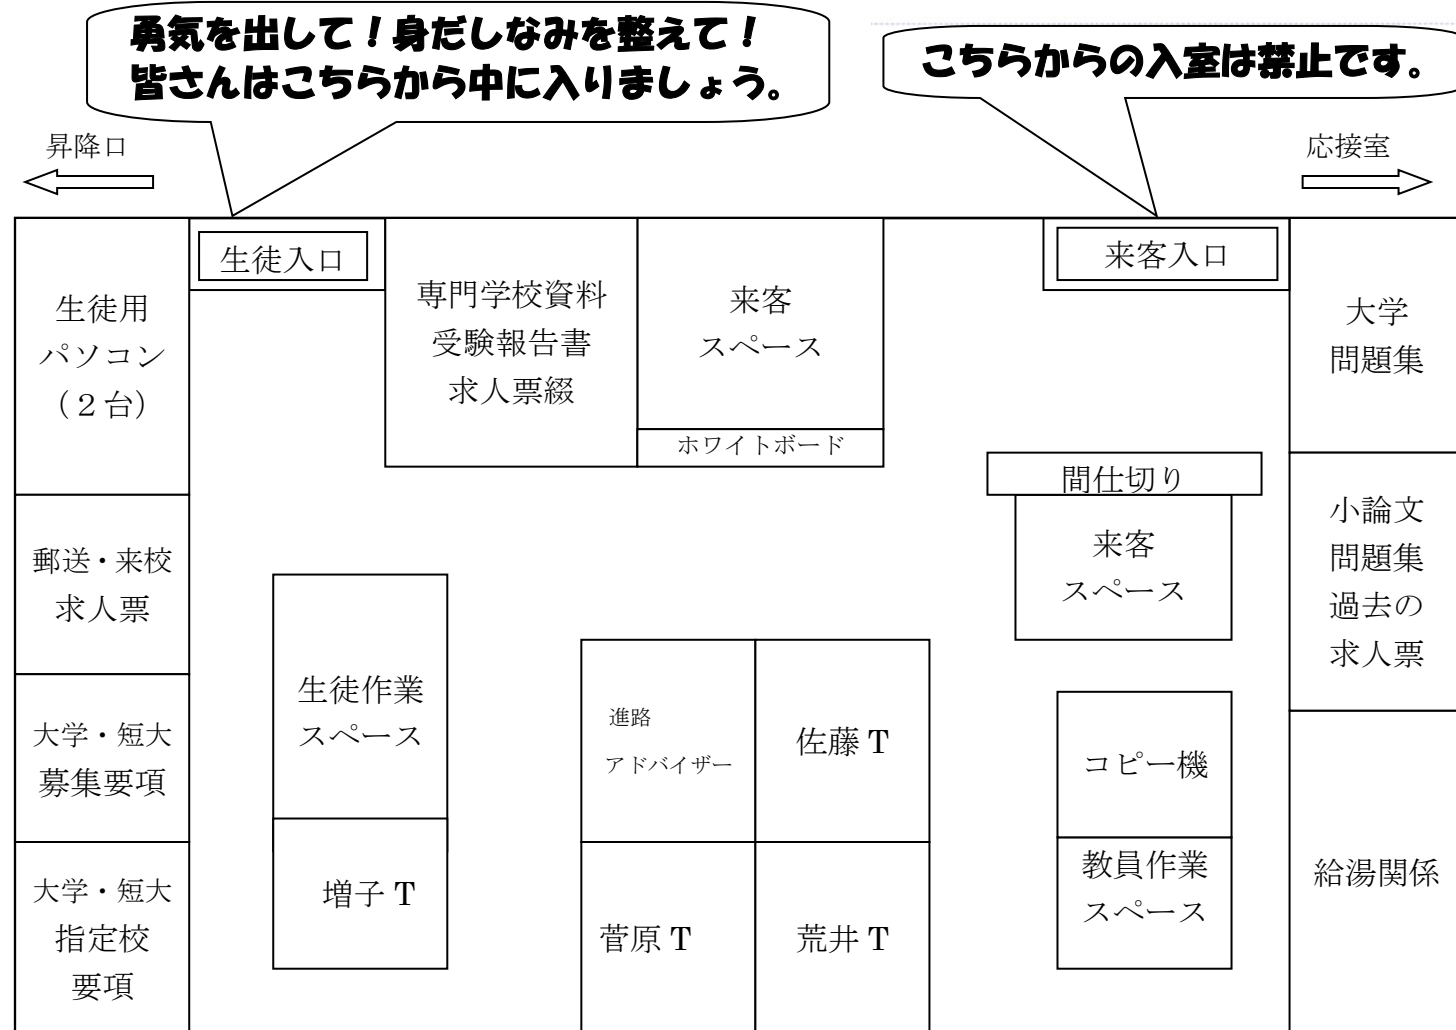 勇気を出して！身だしなみを整えて！
皆さんはこちらから中に入りましょう。
こちらからの入室は禁止です。
昇降口
応接室
生徒用
パソコン
（２台）
生徒入口
専門学校資料
受験報告書
求人票綴
来客
スペース
ホワイトボード
来客入口
大学
問題集
間仕切り
来客
スペース
小論文
問題集
過去の
求人票
郵送・来校
求人票
生徒作業
スペース
大学・短大
募集要項
進路
アドバイザー
佐藤 T
コピー機
教員作業
スペース
給湯関係
大学・短大
指定校
要項
増子 T
菅原 T
荒井 T